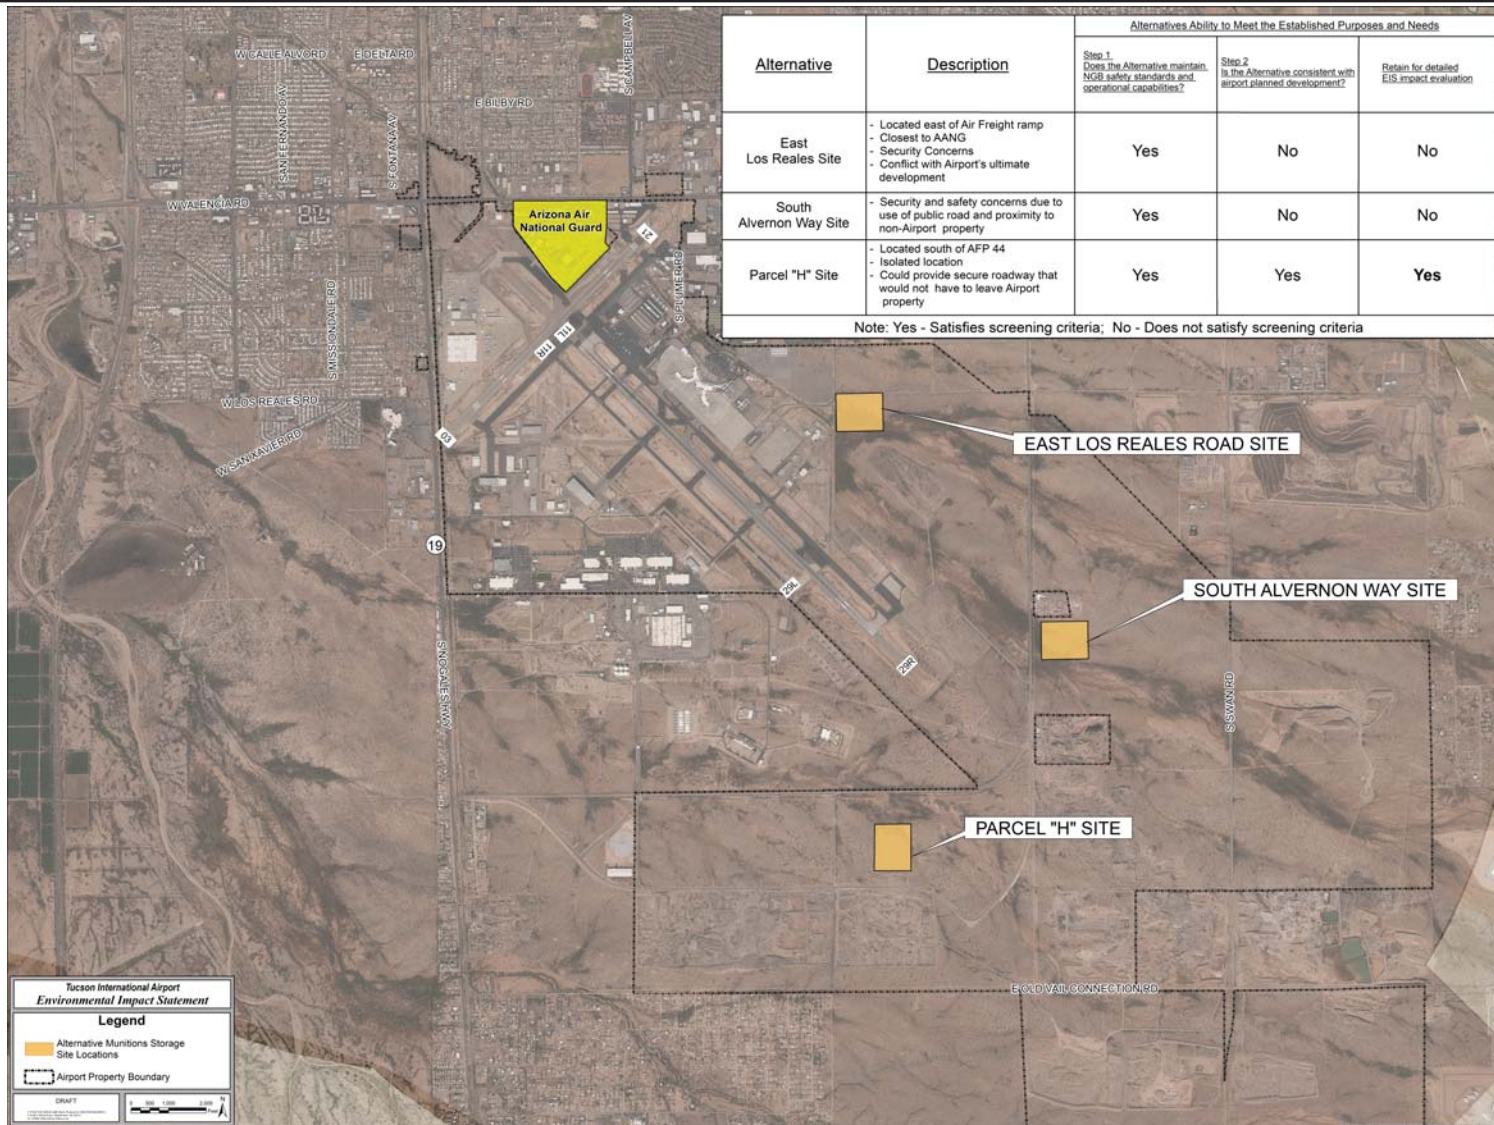 Alternative
Description
Alternatives Ability to Meet the Established Purposes and Needs
Step 1
Does the Alternative maintain
NGB safety standards and
operational capabilities?
Step 2
Is the Alternative consistent with
airport planned development?
Retain for detailed
EIS impact evaluation
East
Los Reales Site
- Located east of Air Freight ramp
- Closest to AANG
- Security Concerns
- Conflict with Airport's ultimate
development
Yes
No
No
South
Alvernon Way Site
- Security and safety concerns due to
use of public road and proximity to
non-Airport property
Yes
No
No
Parcel "H" Site
- Located south of AFP 44
- Isolated location
- Could provide secure roadway that
would not have to leave Airport
property
Yes
Yes
Yes
Note: Yes - Satisfies screening criteria; No - Does not satisfy screening criteria
W CALLE ALVORD
E DELTA RD
S CAMPBELL AV
E BILBY RD
SAN FERNANDO AV
S FONTANA AV
W VALENCIA RD
Arizona Air
National Guard
21
S PLUMER RD
S MISSIONDALE RD
11L
11R
W LOS REALES RD
03
W SAN XAVIER RD
EAST LOS REALES ROAD SITE
19
29L
SOUTH ALVERNON WAY SITE
29R
S NOGALES HWY
S SWAN RD
PARCEL "H" SITE
E OLD VAIL CONNECTION RD
Tucson International Airport
Environmental Impact Statement
Legend
Alternative Munitions Storage
Site Locations
Airport Property Boundary
DRAFT
0 500 1,000 2,000
Feet
N